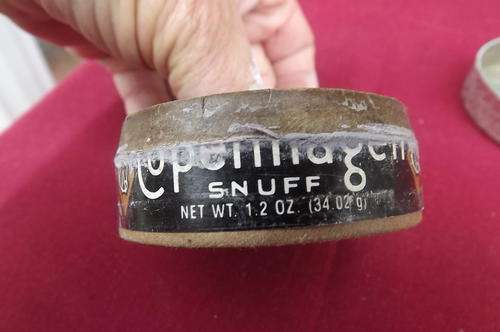 Copenhagen
SNUFF
NET WT. 1.2 OZ. (34.02 g)